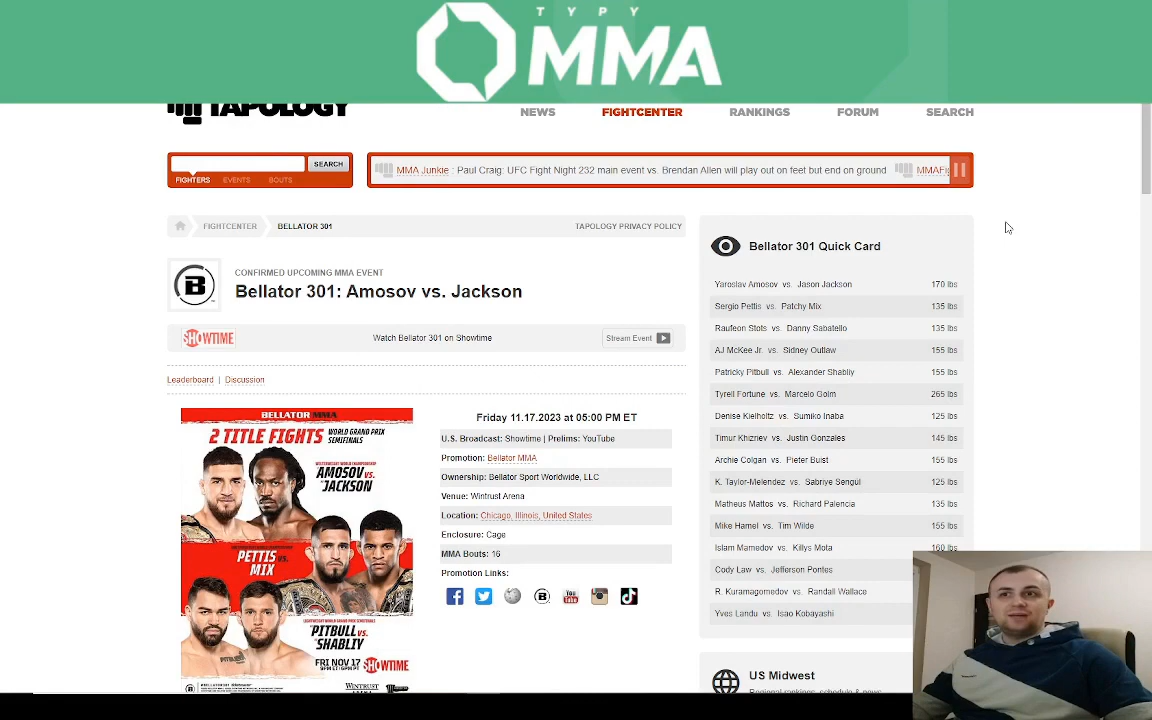 TYPY
MMA
TAPOLOGY
NEWS
FIGHTCENTER
RANKINGS
FORUM
SEARCH
SEARCH
FIGHTERS
EVENTS
BOUTS
MMA Junkie : Paul Craig: UFC Fight Night 232 main event vs. Brendan Allen will play out on feet but end on ground
FIGHTCENTER
BELLATOR 301
TAPOLOGY PRIVACY POLICY
CONFIRMED UPCOMING MMA EVENT
Bellator 301: Amosov vs. Jackson
SHOWTIME
Watch Bellator 301 on Showtime
Stream Event
Leaderboard | Discussion
BELLATOR MMA
2 TITLE FIGHTS
WORLD GRAND PRIX
SEMIFINALS
AMOSOV
VS.
JACKSON
PETTIS
VS.
MIX
PITBULL
VS.
SHABLIY
FRI NOV 17
SHOWTIME
WINTRUST
Friday 11.17.2023 at 05:00 PM ET
U.S. Broadcast: Showtime | Prelims: YouTube
Promotion: Bellator MMA
Ownership: Bellator Sport Worldwide, LLC
Venue: Wintrust Arena
Location: Chicago, Illinois, United States
Enclosure: Cage
MMA Bouts: 16
Promotion Links:
Bellator 301 Quick Card
Yaroslav Amosov vs. Jason Jackson 170 lbs
Sergio Pettis vs. Patchy Mix 135 lbs
Raufeon Stots vs. Danny Sabatello 135 lbs
AJ McKee Jr. vs. Sidney Outlaw 155 lbs
Patricky Pitbull vs. Alexander Shabliy 155 lbs
Tyrell Fortune vs. Marcelo Golm 265 lbs
Denise Kielholtz vs. Sumiko Inaba 125 lbs
Timur Khizriev vs. Justin Gonzales 145 lbs
Archie Colgan vs. Pieter Buist 155 lbs
K. Taylor-Melendez vs. Sabriye Sengül 125 lbs
Matheus Mattos vs. Richard Palencia 135 lbs
Mike Hamel vs. Tim Wilde 155 lbs
Islam Mamedov vs. Killys Mota 160 lbs
Cody Law vs. Jefferson Pontes
R. Kuramagomedov vs. Randall Wallace
Yves Landu vs. Isao Kobayashi
US Midwest
Regional rankings, schedule & news